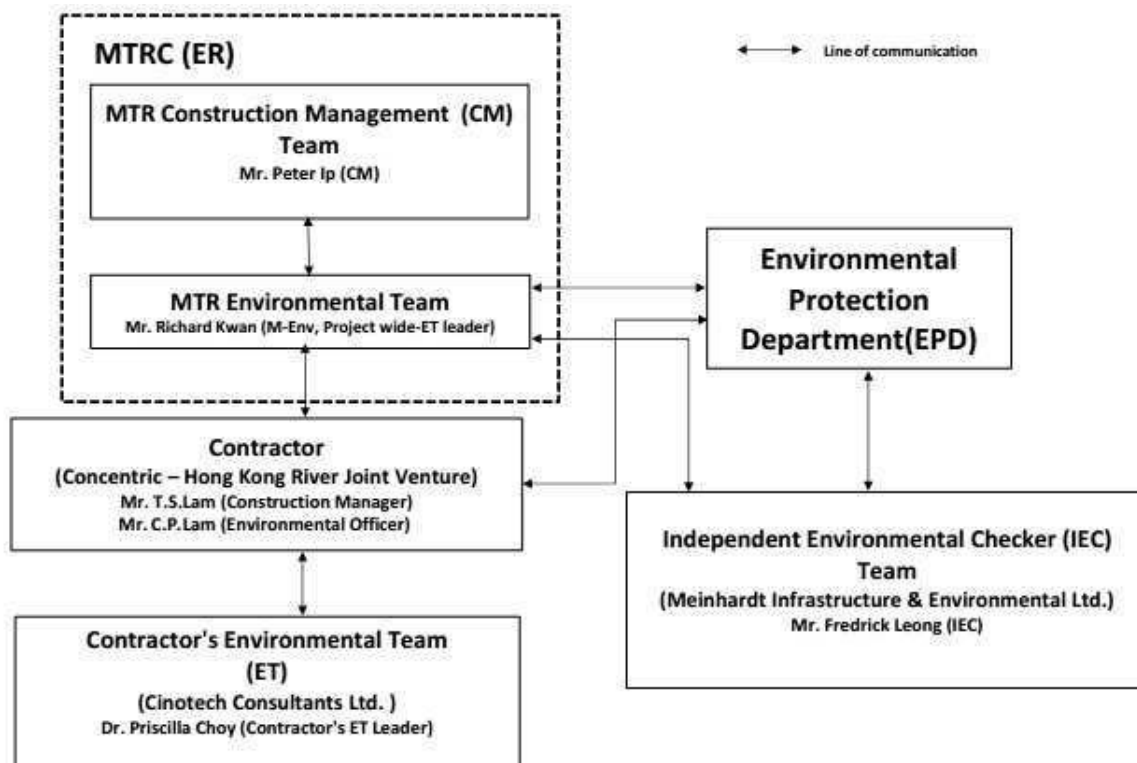 MTRC (ER)
Line of communication
MTR Construction Management (CM)
Team
Mr. Peter Ip (CM)
MTR Environmental Team
Mr. Richard Kwan (M-Env, Project wide-ET leader)
Environmental
Protection
Department(EPD)
Contractor
(Concentric – Hong Kong River Joint Venture)
Mr. T.S.Lam (Construction Manager)
Mr. C.P.Lam (Environmental Officer)
Independent Environmental Checker (IEC)
Team
(Meinhardt Infrastructure & Environmental Ltd.)
Mr. Fredrick Leong (IEC)
Contractor's Environmental Team
(ET)
(Cinotech Consultants Ltd. )
Dr. Priscilla Choy (Contractor's ET Leader)